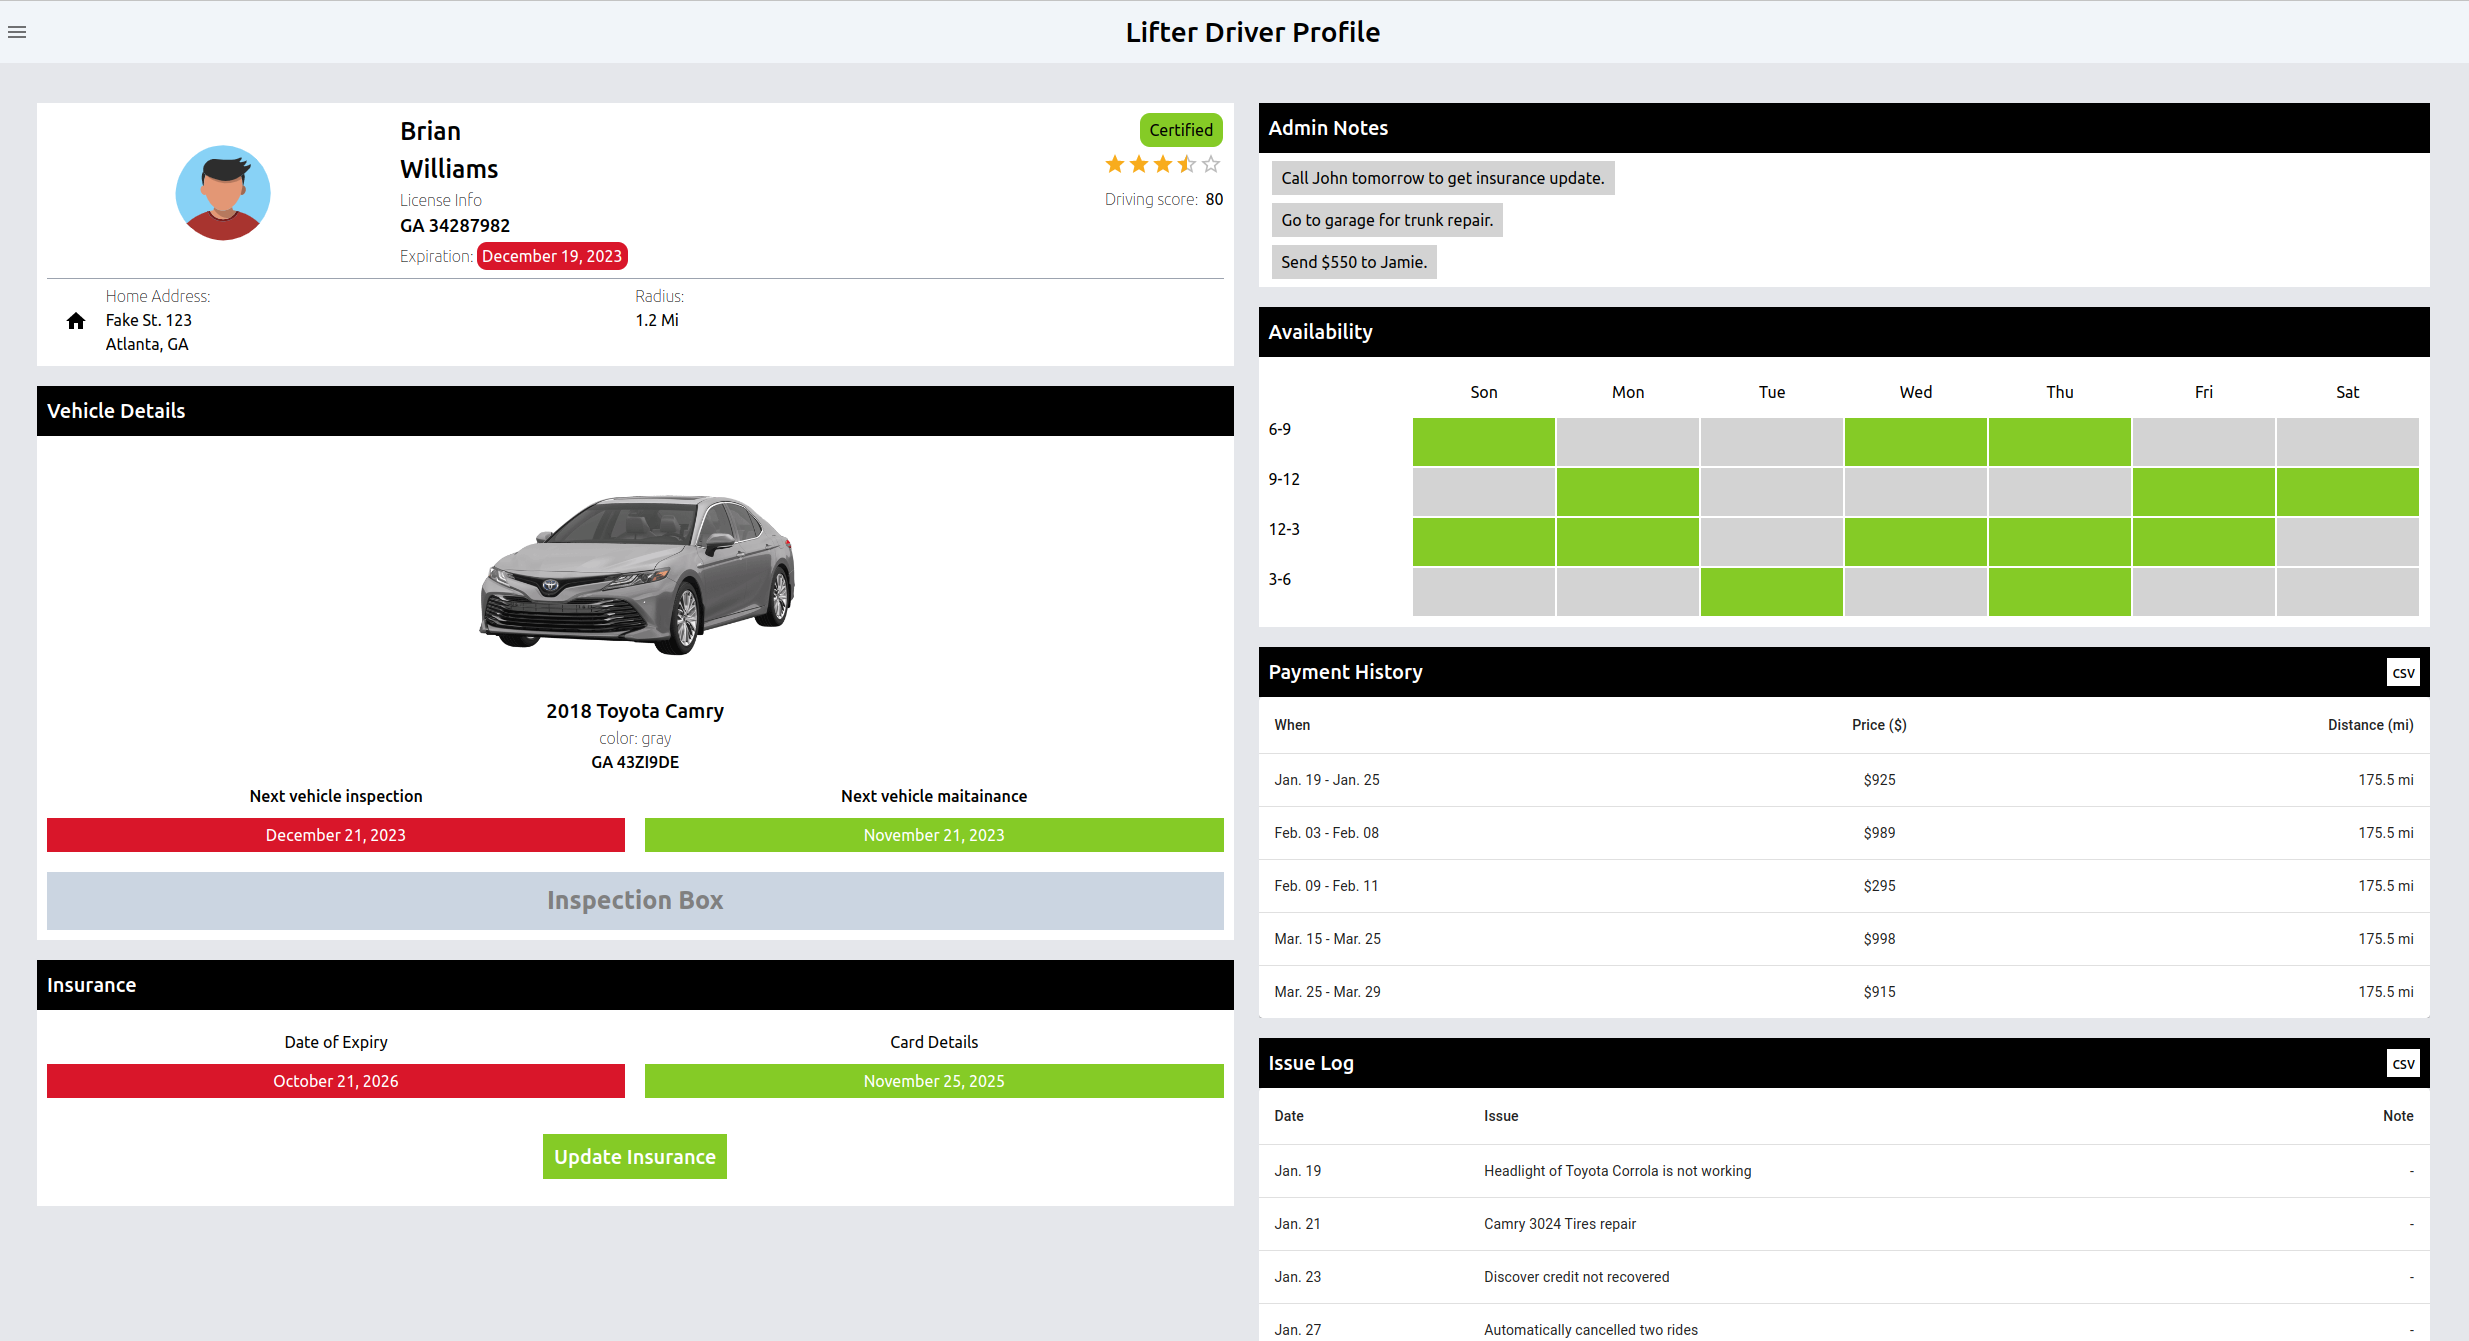 Lifter Driver Profile
Brian
Williams
License Info
GA 34287982
Expiration: December 19, 2023
Certified
Driving score: 80
Home Address:
Fake St. 123
Atlanta, GA
Radius:
1.2 Mi
Vehicle Details
2018 Toyota Camry
color: gray
GA 43ZI9DE
Next vehicle inspection
December 21, 2023
Next vehicle maitainance
November 21, 2023
Inspection Box
Insurance
Date of Expiry
October 21, 2026
Card Details
November 25, 2025
Update Insurance
Admin Notes
Call John tomorrow to get insurance update.
Go to garage for trunk repair.
Send $550 to Jamie.
Availability
Son Mon Tue Wed Thu Fri Sat
6-9
9-12
12-3
3-6
Payment History CSV
When Price ($) Distance (mi)
Jan. 19 - Jan. 25 $925 175.5 mi
Feb. 03 - Feb. 08 $989 175.5 mi
Feb. 09 - Feb. 11 $295 175.5 mi
Mar. 15 - Mar. 25 $998 175.5 mi
Mar. 25 - Mar. 29 $915 175.5 mi
Issue Log CSV
Date Issue Note
Jan. 19 Headlight of Toyota Corrola is not working -
Jan. 21 Camry 3024 Tires repair -
Jan. 23 Discover credit not recovered -
Jan. 27 Automatically cancelled two rides -